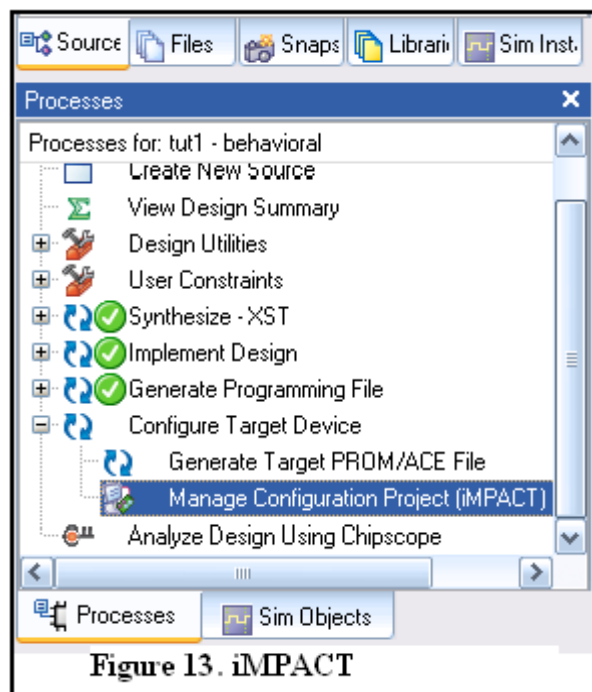 Source Files Snaps Librari Sim Inst.
Processes
Processes for: tut1 - behavioral
Create New Source
View Design Summary
Design Utilities
User Constraints
Synthesize - XST
Implement Design
Generate Programming File
Configure Target Device
Generate Target PROM/ACE File
Manage Configuration Project (iMPACT)
Analyze Design Using Chipscope
Processes Sim Objects
Figure 13. iMPACT